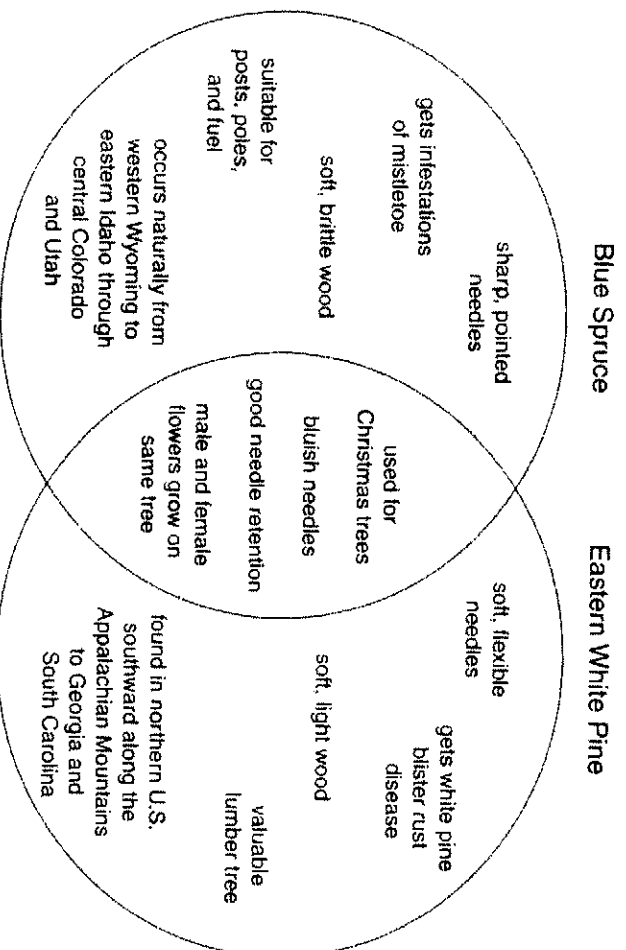 Blue Spruce
sharp, pointed
needles
gets infestations
of mistletoe
soft, brittle wood
suitable for
posts, poles,
and fuel
occurs naturally from
western Wyoming to
eastern Idaho through
central Colorado
and Utah
used for
Christmas trees
bluish needles
good needle retention
male and female
flowers grow on
same tree
Eastern White Pine
soft, flexible
needles
gets white pine
blister rust
disease
soft, light wood
valuable
lumber tree
found in northern U.S.
southward along the
Appalachian Mountains
to Georgia and
South Carolina